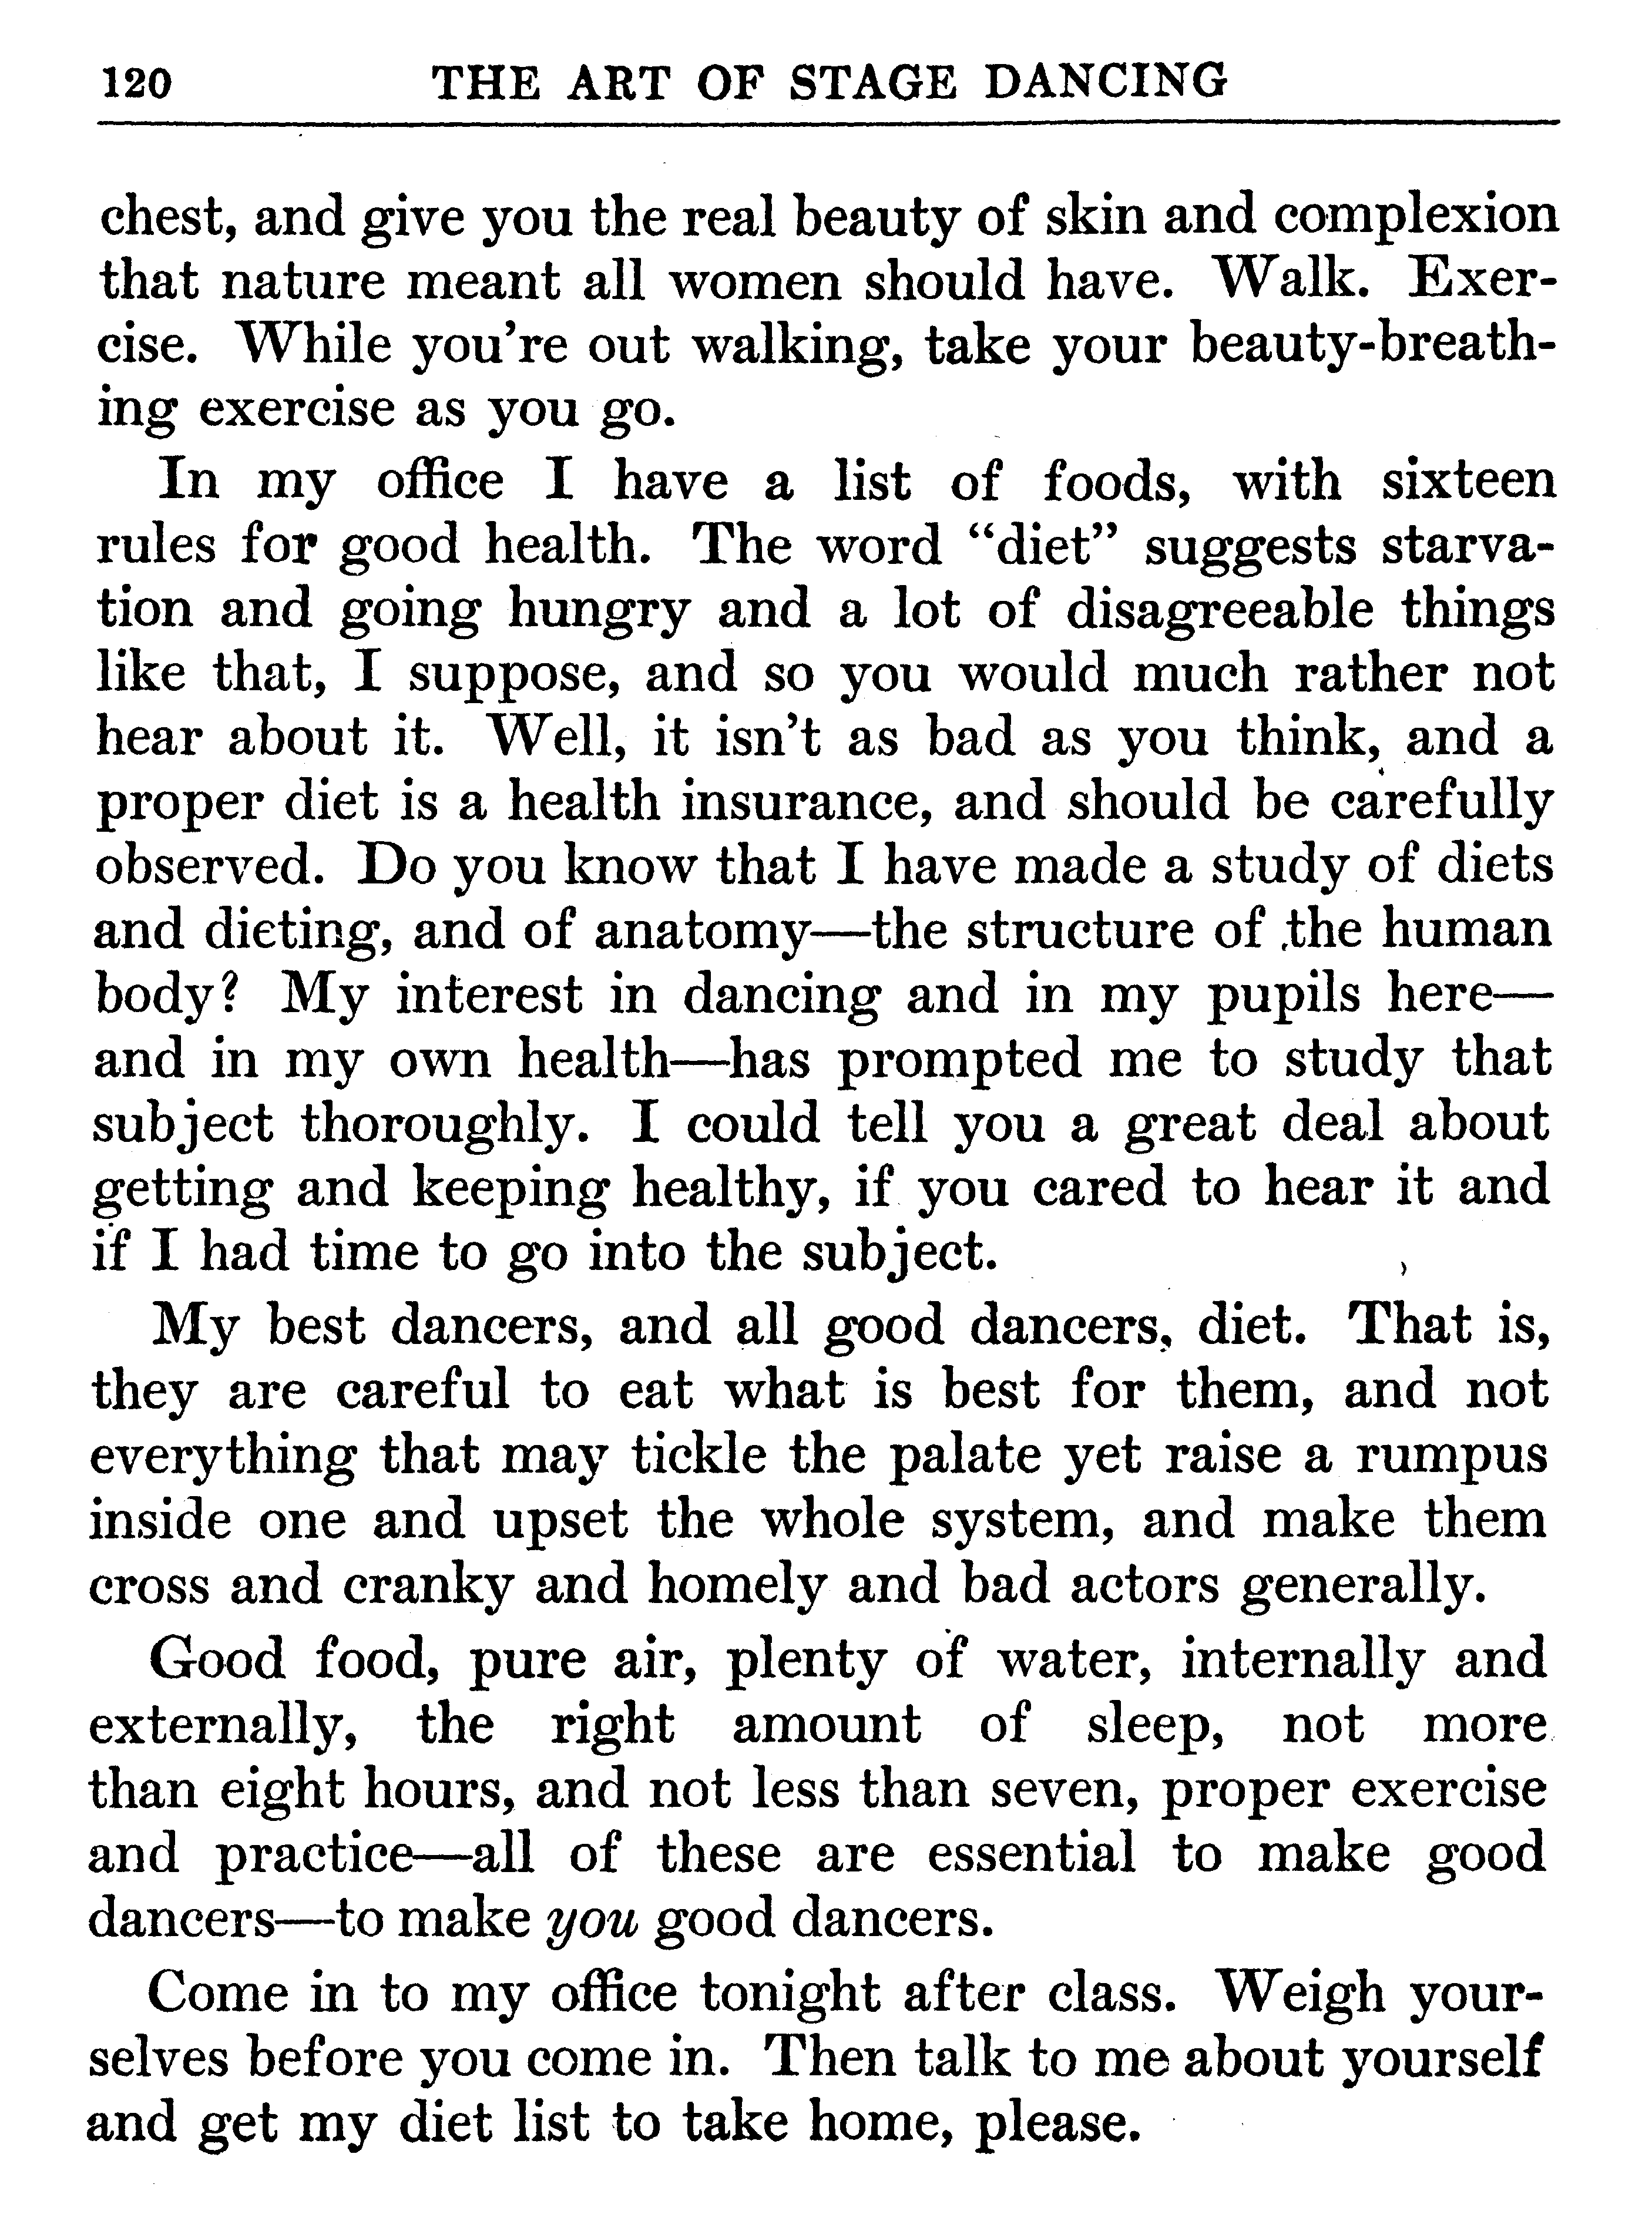 120 THE ART OF STAGE DANCING
chest, and give you the real beauty of skin and complexion
that nature meant all women should have. Walk. Exer-
cise. While you're out walking, take your beauty-breath-
ing exercise as you go.
In my office I have a list of foods, with sixteen
rules for good health. The word “diet” suggests starva-
tion and going hungry and a lot of disagreeable things
like that, I suppose, and so you would much rather not
hear about it. Well, it isn't as bad as you think, and a
proper diet is a health insurance, and should be carefully
observed. Do you know that I have made a study of diets
and dieting, and of anatomy—the structure of the human
body? My interest in dancing and in my pupils here—
and in my own health—has prompted me to study that
subject thoroughly. I could tell you a great deal about
getting and keeping healthy, if you cared to hear it and
if I had time to go into the subject.
My best dancers, and all good dancers, diet. That is,
they are careful to eat what is best for them, and not
everything that may tickle the palate yet raise a rumpus
inside one and upset the whole system, and make them
cross and cranky and homely and bad actors generally.
Good food, pure air, plenty of water, internally and
externally, the right amount of sleep, not more
than eight hours, and not less than seven, proper exercise
and practice—all of these are essential to make good
dancers—to make you good dancers.
Come in to my office tonight after class. Weigh your-
selves before you come in. Then talk to me about yourself
and get my diet list to take home, please.